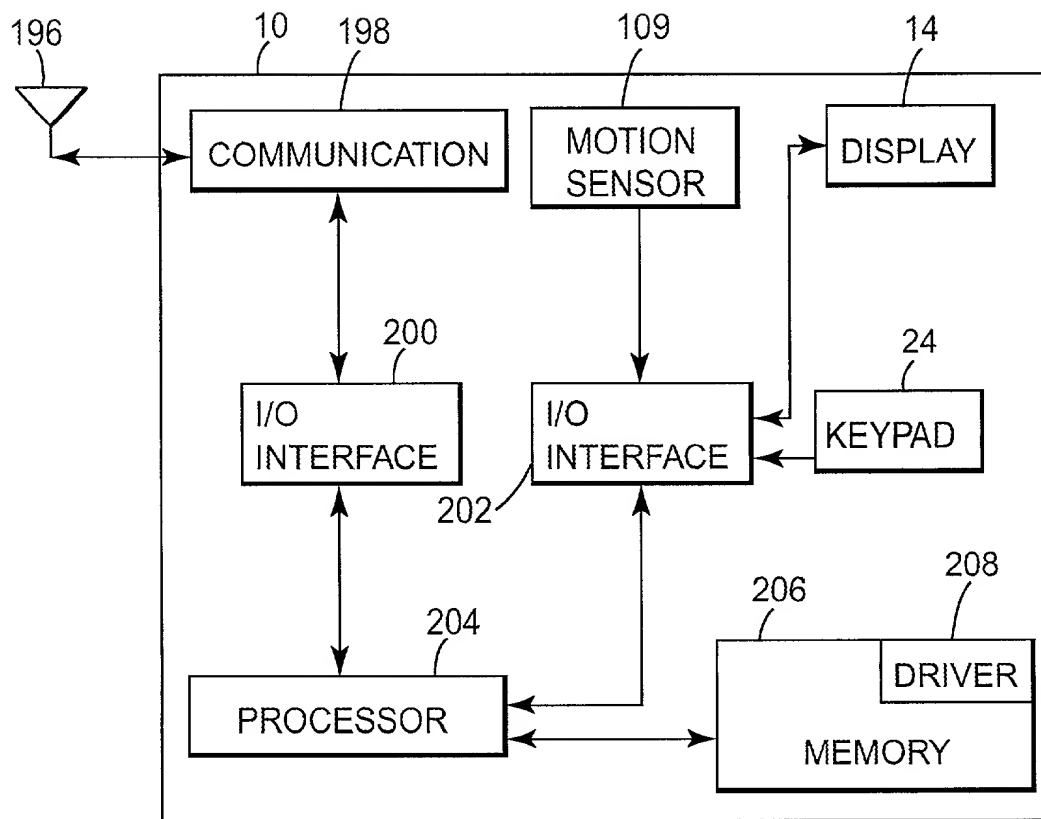 196
10
198
109
14
COMMUNICATION
MOTION
SENSOR
DISPLAY
200
24
I/O
INTERFACE
I/O
INTERFACE
KEYPAD
202
204
206
208
PROCESSOR
DRIVER
MEMORY